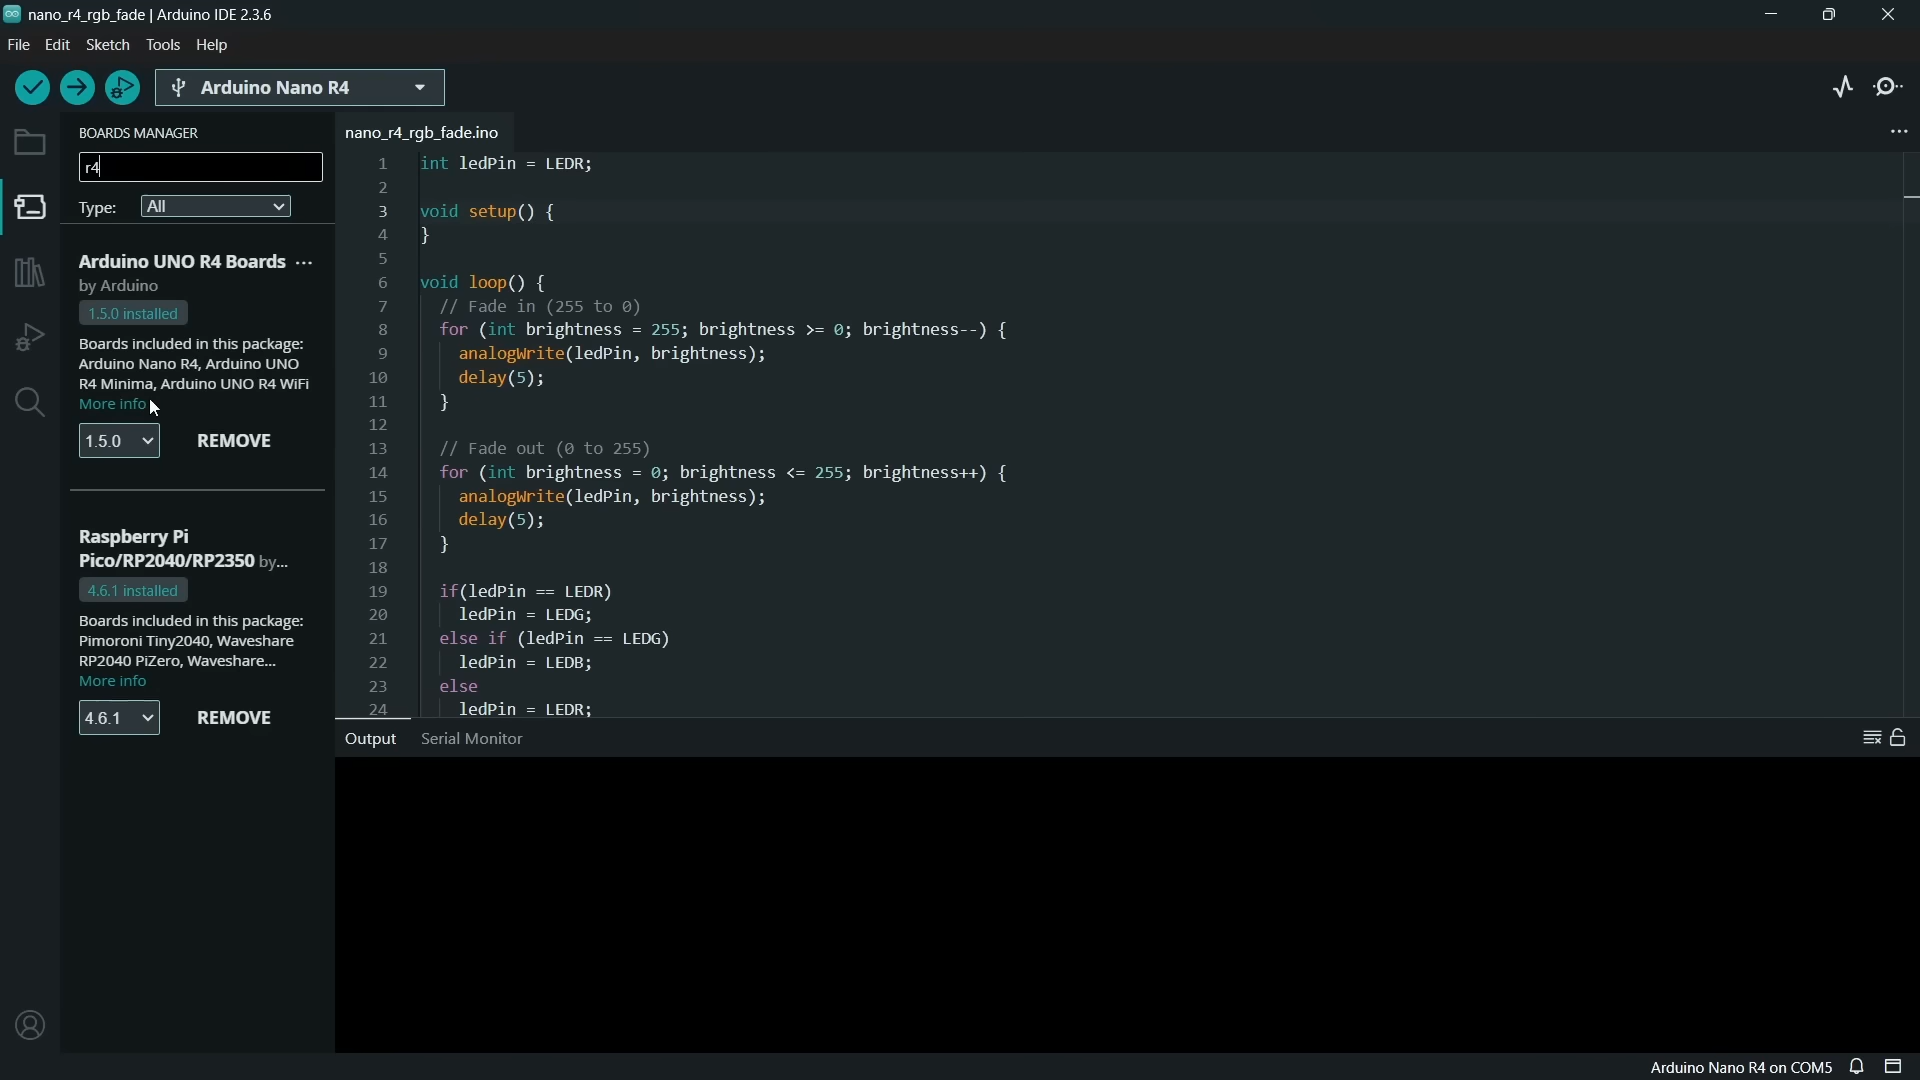 nano_r4_rgb_fade | Arduino IDE 2.3.6
File Edit Sketch Tools Help
Arduino Nano R4
BOARDS MANAGER
r4
Type: All
Arduino UNO R4 Boards ...
by Arduino
1.5.0 installed
Boards included in this package:
Arduino Nano R4, Arduino UNO
R4 Minima, Arduino UNO R4 WiFi
More info
1.5.0 REMOVE
Raspberry Pi
Pico/RP2040/RP2350 by...
4.6.1 installed
Boards included in this package:
Pimoroni Tiny2040, Waveshare
RP2040 PiZero, Waveshare...
More info
4.6.1 REMOVE
nano_r4_rgb_fade.ino
1 int ledPin = LEDR;
2
3 void setup() {
4 }
5
6 void loop() {
7 // Fade in (255 to 0)
8 for (int brightness = 255; brightness >= 0; brightness--) {
9 analogWrite(ledPin, brightness);
10 delay(5);
11 }
12
13 // Fade out (0 to 255)
14 for (int brightness = 0; brightness <= 255; brightness++) {
15 analogWrite(ledPin, brightness);
16 delay(5);
17 }
18
19 if(ledPin == LEDR)
20 ledPin = LEDG;
21 else if (ledPin == LEDG)
22 ledPin = LEDB;
23 else
24 ledPin = LEDR;
Output Serial Monitor
Arduino Nano R4 on COM5